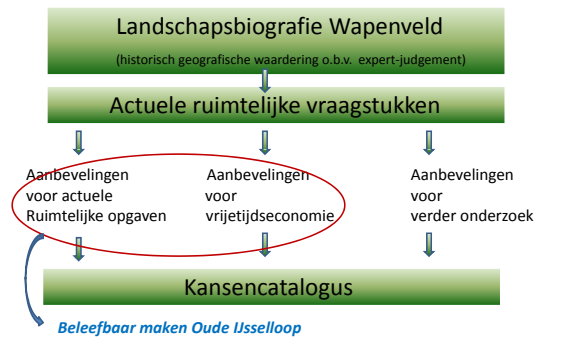 Landschapsbiografie Wapenveld
(historisch geografische waardering o.b.v. expert-judgement)
Actuele ruimtelijke vraagstukken
Aanbevelingen
voor actuele
Ruimtelijke opgaven
Aanbevelingen
voor
vrijetijdseconomie
Aanbevelingen
voor
verder onderzoek
Kansencatalogus
Beleefbaar maken Oude IJsselloop